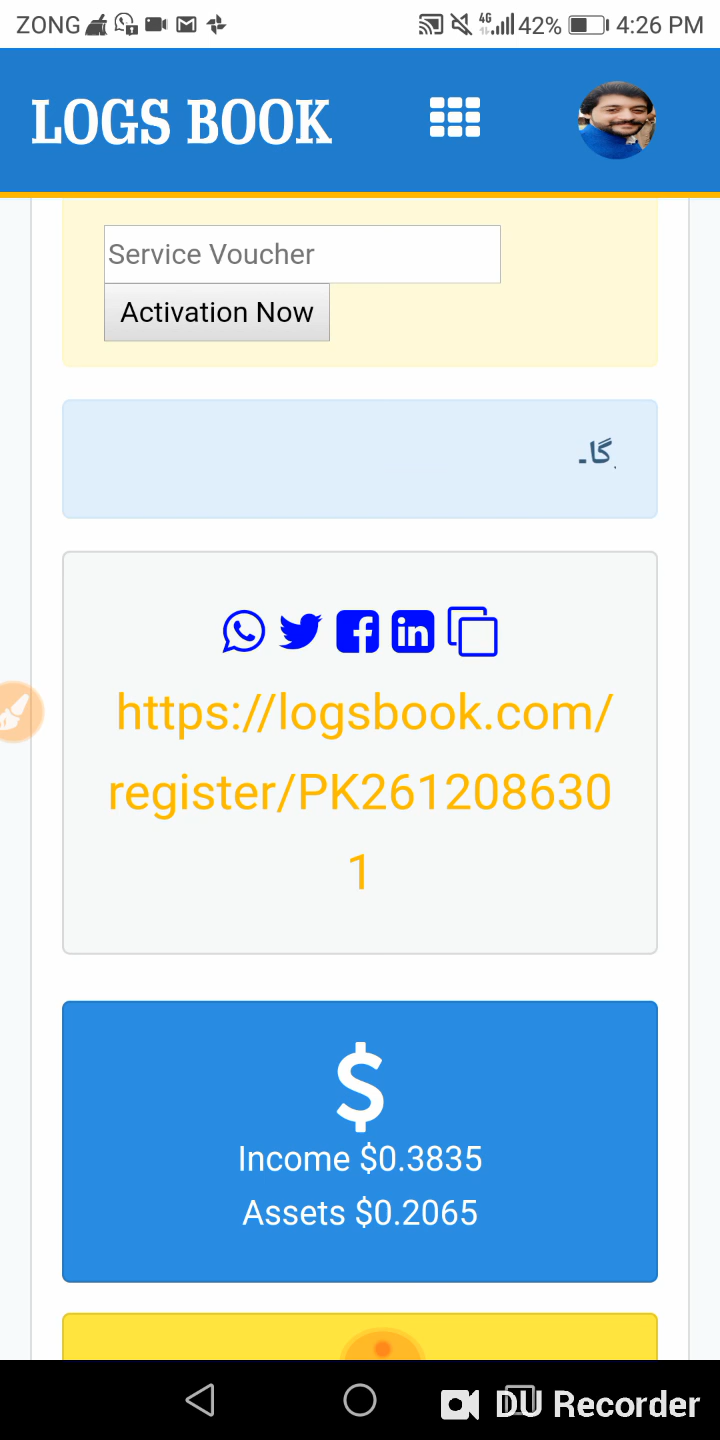 ZONG 4G 42% 4:26 PM
LOGS BOOK
Service Voucher
Activation Now
گا۔
https://logsbook.com/
register/PK261208630
1
$
Income $0.3835
Assets $0.2065
DU Recorder